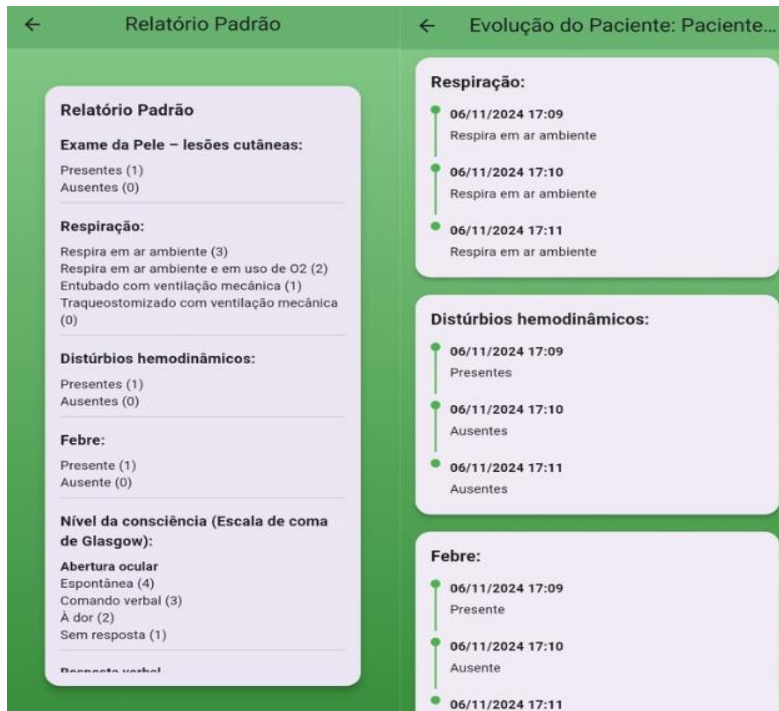 Relatório Padrão
Relatório Padrão
Exame da Pele – lesões cutâneas:
Presentes (1)
Ausentes (0)
Respiração:
Respira em ar ambiente (3)
Respira em ar ambiente e em uso de O2 (2)
Entubado com ventilação mecânica (1)
Traqueostomizado com ventilação mecânica
(0)
Distúrbios hemodinâmicos:
Presentes (1)
Ausentes (0)
Febre:
Presente (1)
Ausente (0)
Nível da consciência (Escala de coma
de Glasgow):
Abertura ocular
Espontânea (4)
Comando verbal (3)
À dor (2)
Sem resposta (1)
Resposta verbal
Evolução do Paciente: Paciente...
Respiração:
06/11/2024 17:09
Respira em ar ambiente
06/11/2024 17:10
Respira em ar ambiente
06/11/2024 17:11
Respira em ar ambiente
Distúrbios hemodinâmicos:
06/11/2024 17:09
Presentes
06/11/2024 17:10
Ausentes
06/11/2024 17:11
Ausentes
Febre:
06/11/2024 17:09
Presente
06/11/2024 17:10
Ausente
06/11/2024 17:11